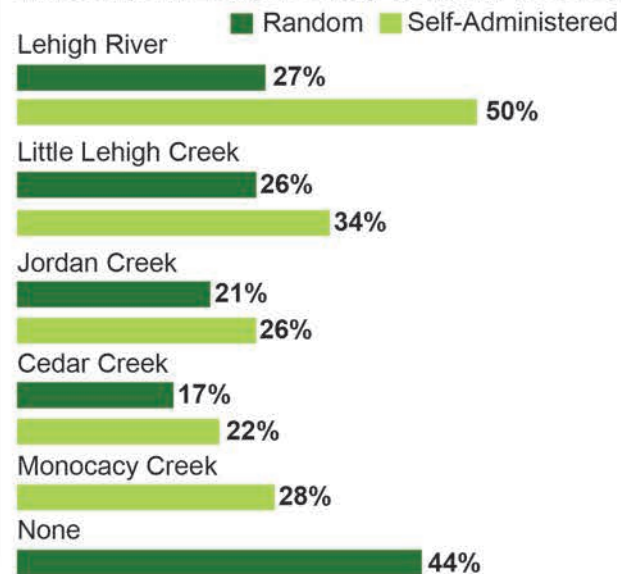 Random Self-Administered
Lehigh River
27%
50%
Little Lehigh Creek
26%
34%
Jordan Creek
21%
26%
Cedar Creek
17%
22%
Monocacy Creek
28%
None
44%